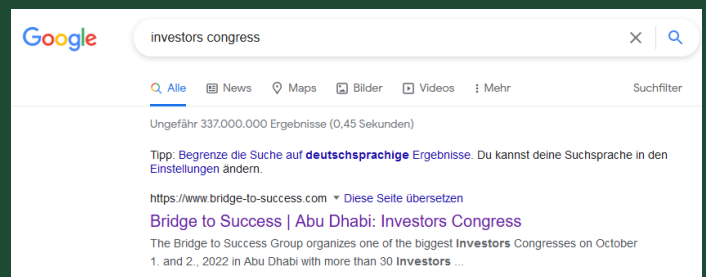 Google
investors congress
Alle News Maps Bilder Videos Mehr Suchfilter
Ungefähr 337.000.000 Ergebnisse (0,45 Sekunden)
Tipp: Begrenze die Suche auf deutschsprachige Ergebnisse. Du kannst deine Suchsprache in den
Einstellungen ändern.
https://www.bridge-to-success.com Diese Seite übersetzen
Bridge to Success | Abu Dhabi: Investors Congress
The Bridge to Success Group organizes one of the biggest Investors Congresses on October
1. and 2., 2022 in Abu Dhabi with more than 30 Investors ...